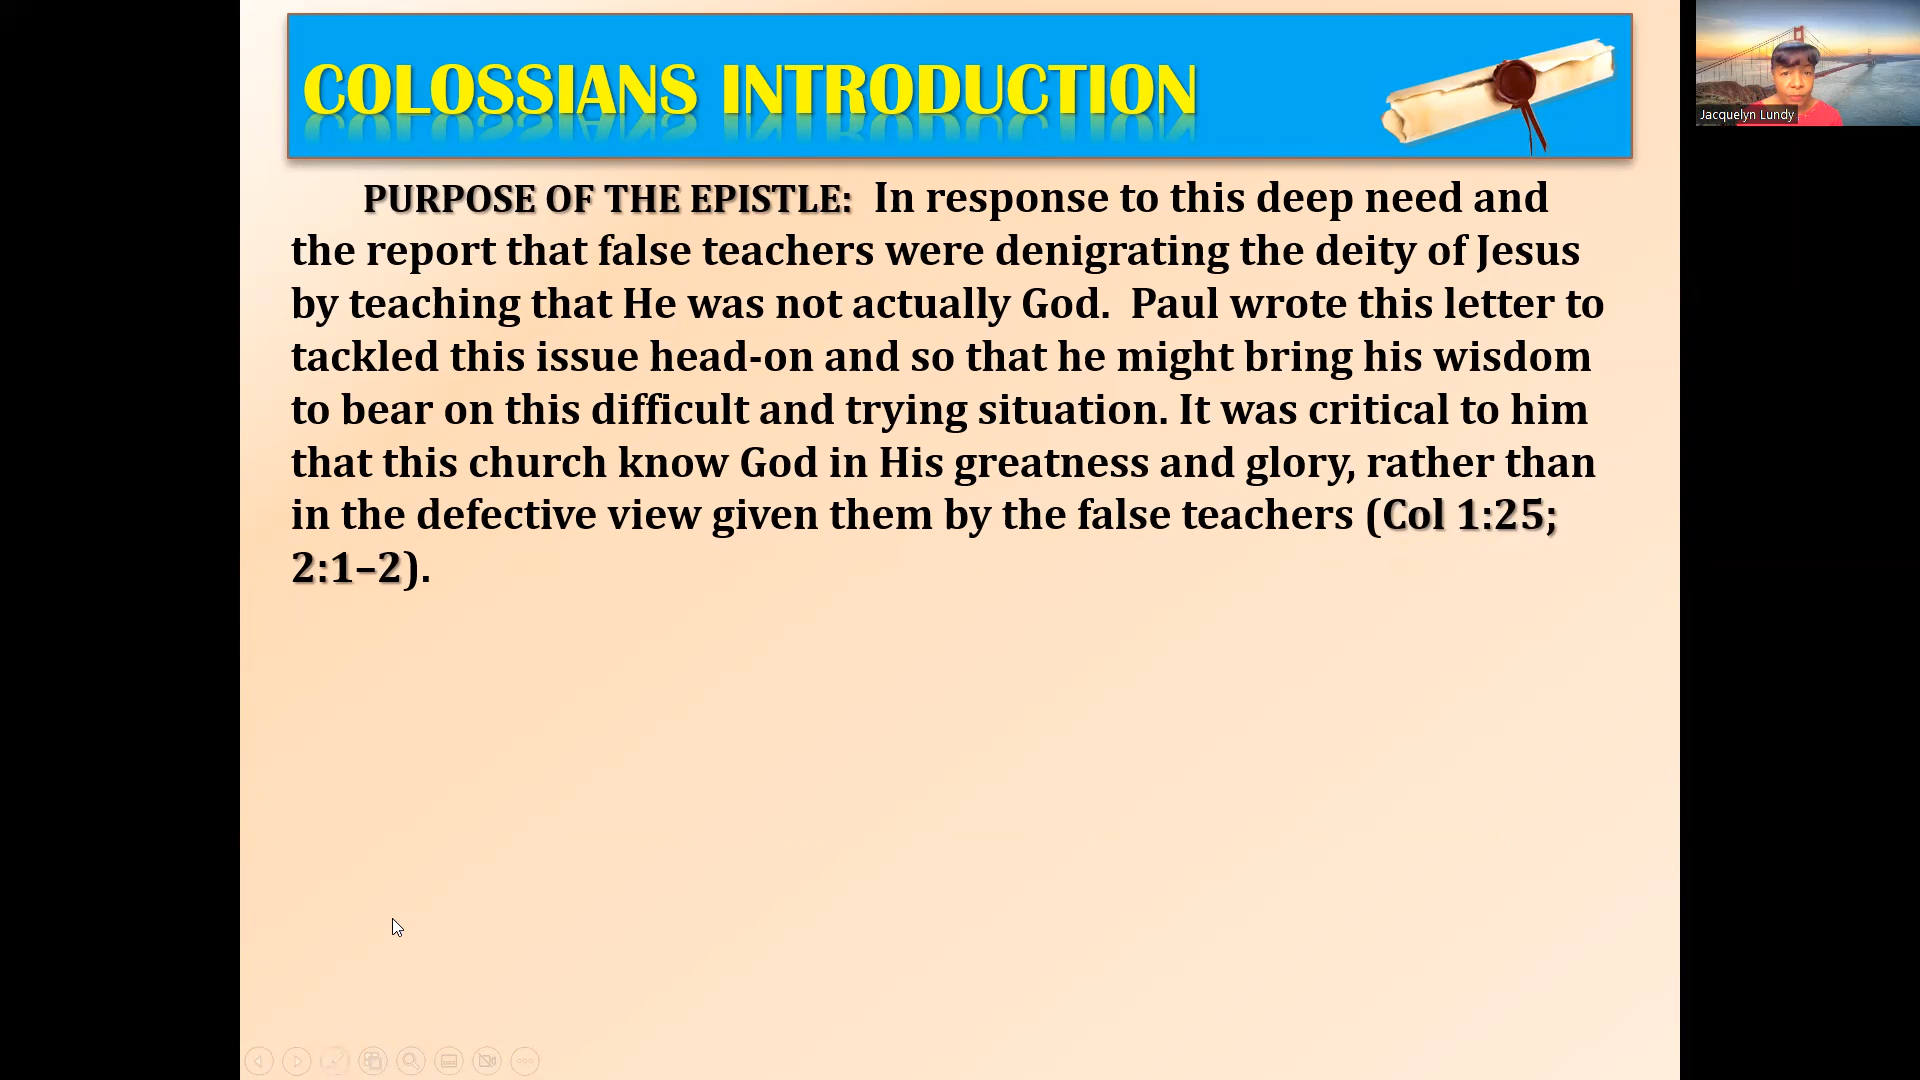 COLOSSIANS INTRODUCTION
Jacquelyn Lundy
PURPOSE OF THE EPISTLE:  In response to this deep need and
the report that false teachers were denigrating the deity of Jesus
by teaching that He was not actually God.  Paul wrote this letter to
tackled this issue head-on and so that he might bring his wisdom
to bear on this difficult and trying situation. It was critical to him
that this church know God in His greatness and glory, rather than
in the defective view given them by the false teachers (Col 1:25;
2:1–2).